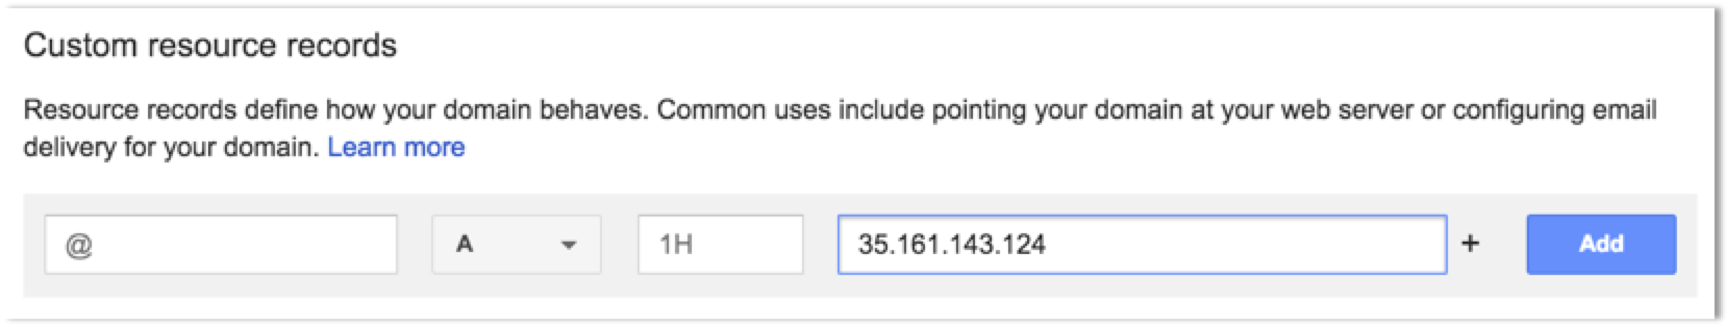 Custom resource records
Resource records define how your domain behaves. Common uses include pointing your domain at your web server or configuring email
delivery for your domain. Learn more
@ A 1H 35.161.143.124 + Add